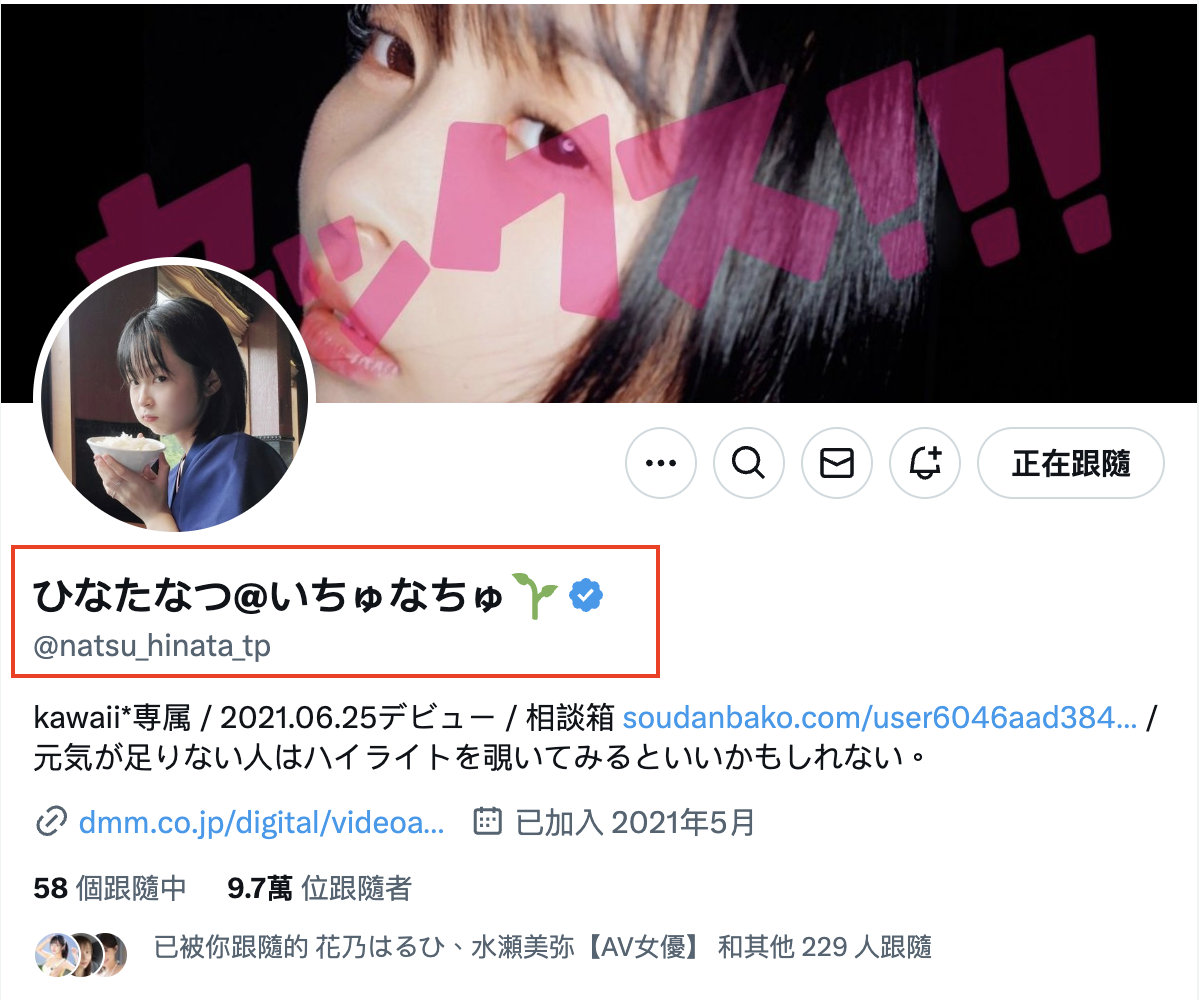 セックス!!!
正在跟隨
ひなたなつ@いちゅなちゅ🌱
@natsu_hinata_tp
kawaii*専属 / 2021.06.25デビュー / 相談箱 soudanbako.com/user6046aad384… /
元気が足りない人はハイライトを覗いてみるといいかもしれない。
dmm.co.jp/digital/videoa… 已加入 2021年5月
58 個跟隨中 9.7萬 位跟隨者
已被你跟隨的 花乃はるひ、水瀬美弥【AV女優】 和其他 229 人跟隨